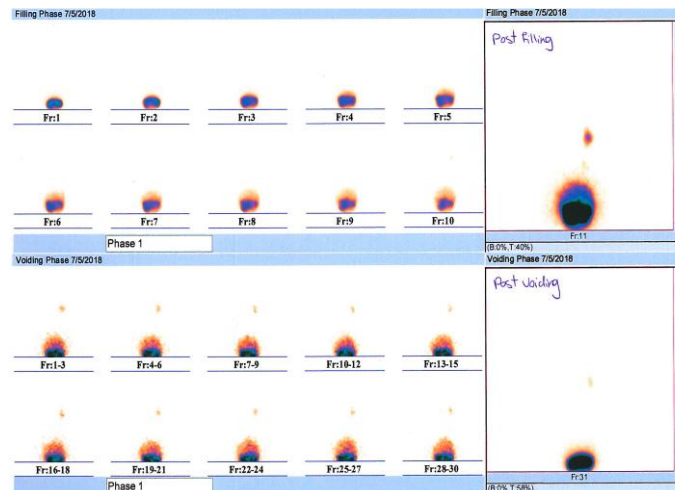 Filling Phase 7/5/2018
Fr:1 Fr:2 Fr:3 Fr:4 Fr:5
Fr:6 Fr:7 Fr:8 Fr:9 Fr:10
Phase 1
Filling Phase 7/5/2018
Post Filling
Fr:11
(B:0%,T:40%)
Voiding Phase 7/5/2018
Fr:1-3 Fr:4-6 Fr:7-9 Fr:10-12 Fr:13-15
Fr:16-18 Fr:19-21 Fr:22-24 Fr:25-27 Fr:28-30
Phase 1
Voiding Phase 7/5/2018
Post Voiding
Fr:31
(B:0%,T:58%)